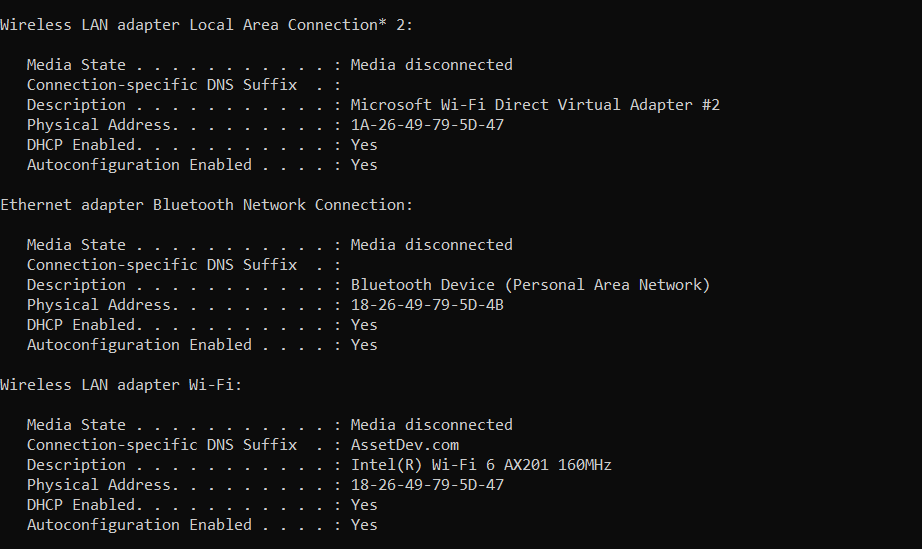 Wireless LAN adapter Local Area Connection* 2:
Media State . . . . . . . . . . . : Media disconnected
Connection-specific DNS Suffix  . :
Description . . . . . . . . . . . : Microsoft Wi-Fi Direct Virtual Adapter #2
Physical Address. . . . . . . . . : 1A-26-49-79-5D-47
DHCP Enabled. . . . . . . . . . . : Yes
Autoconfiguration Enabled . . . . : Yes
Ethernet adapter Bluetooth Network Connection:
Media State . . . . . . . . . . . : Media disconnected
Connection-specific DNS Suffix  . :
Description . . . . . . . . . . . : Bluetooth Device (Personal Area Network)
Physical Address. . . . . . . . . : 18-26-49-79-5D-4B
DHCP Enabled. . . . . . . . . . . : Yes
Autoconfiguration Enabled . . . . : Yes
Wireless LAN adapter Wi-Fi:
Media State . . . . . . . . . . . : Media disconnected
Connection-specific DNS Suffix  . : AssetDev.com
Description . . . . . . . . . . . : Intel(R) Wi-Fi 6 AX201 160MHz
Physical Address. . . . . . . . . : 18-26-49-79-5D-47
DHCP Enabled. . . . . . . . . . . : Yes
Autoconfiguration Enabled . . . . : Yes